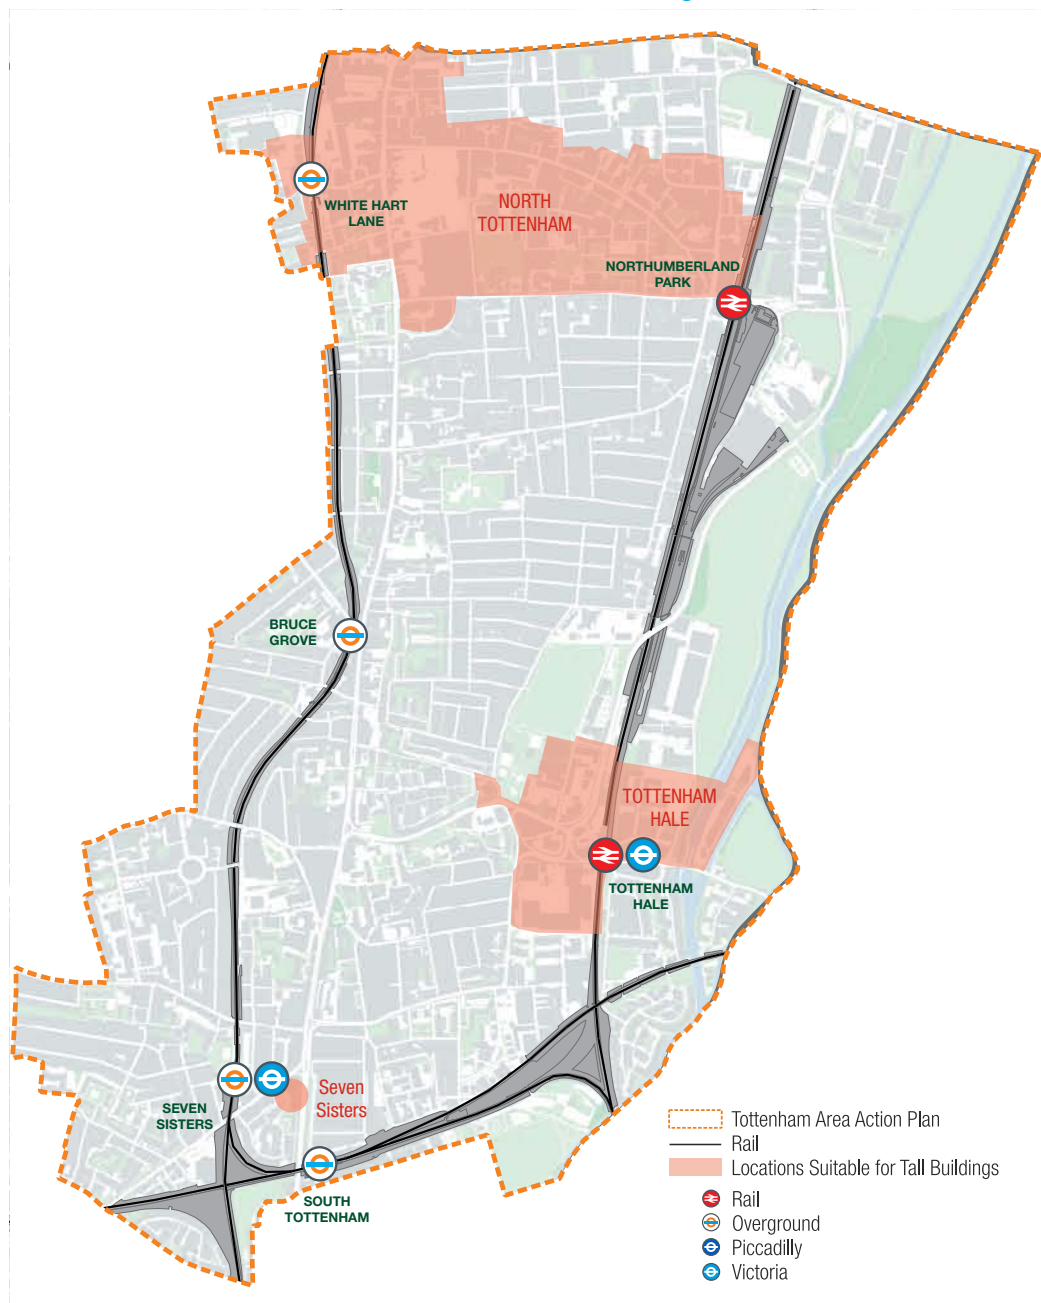 NORTH
TOTTENHAM
WHITE HART
LANE
NORTHUMBERLAND
PARK
BRUCE
GROVE
TOTTENHAM
HALE
TOTTENHAM
HALE
Seven
Sisters
SEVEN
SISTERS
SOUTH
TOTTENHAM
Tottenham Area Action Plan
Rail
Locations Suitable for Tall Buildings
Rail
Overground
Piccadilly
Victoria